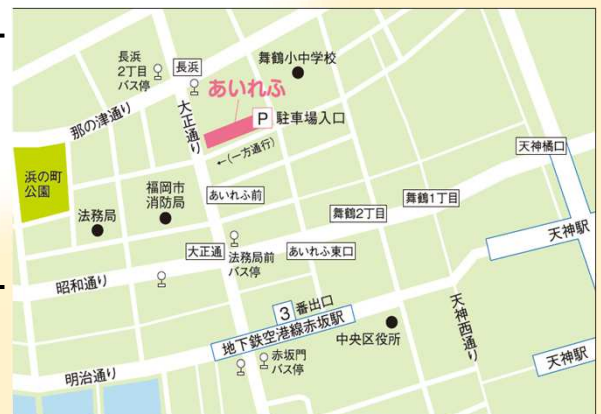 長浜
2丁目
バス停
長浜
舞鶴小中学校
あいれふ
P 駐車場入口
←(一方通行)
那の津通り
大正通り
天神橋口
浜の町
公園
福岡市
消防局
法務局
あいれふ前
舞鶴2丁目
舞鶴1丁目
天神駅
大正通
法務局前
バス停
あいれふ東口
昭和通り
3 番出口
地下鉄空港線赤坂駅
中央区役所
天神西通り
天神駅
赤坂門
バス停
明治通り